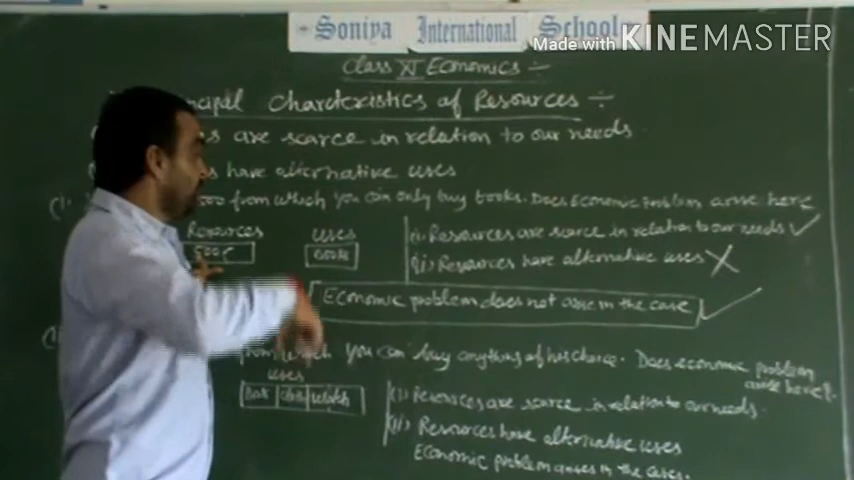 Soniya International School
Made with KINEMASTER
Class XI Economics :-
Charcteristics of Resources :-
are scarce in relation to our needs
have alternative uses
from which you can only buy books. Does Economic Problem arise here
Resources uses
500₹ Books
(i) Resources are scarce in relation to our needs ✓
(ii) Resources have alternative uses ✗
Economic problem does not arise in the case ✓
you can buy anything of his choice. Does economic problem
arise here?
uses
(i) Resources are scarce in relation to our needs.
(ii) Resources have alternative uses
Economic problem arises in the cases.